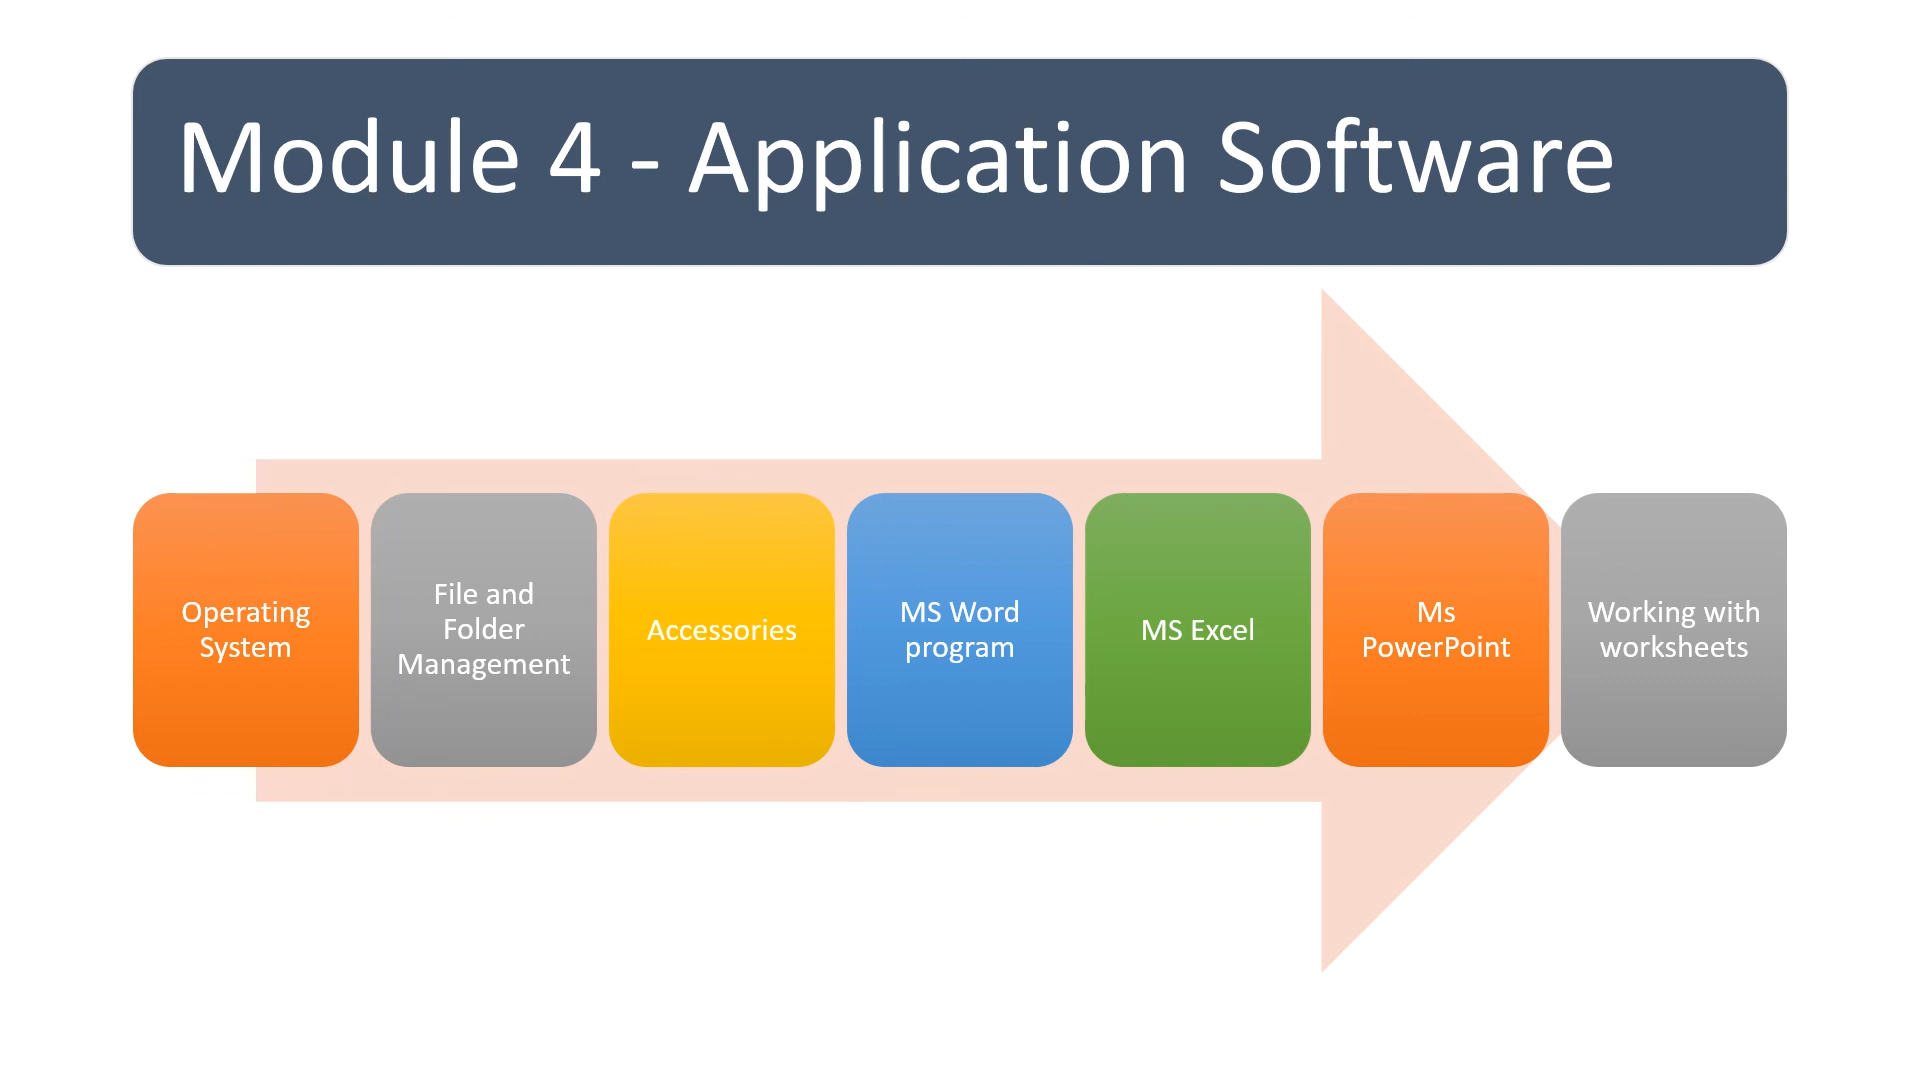 Module 4 - Application Software
Operating
System
File and
Folder
Management
Accessories
MS Word
program
MS Excel
Ms
PowerPoint
Working with
worksheets